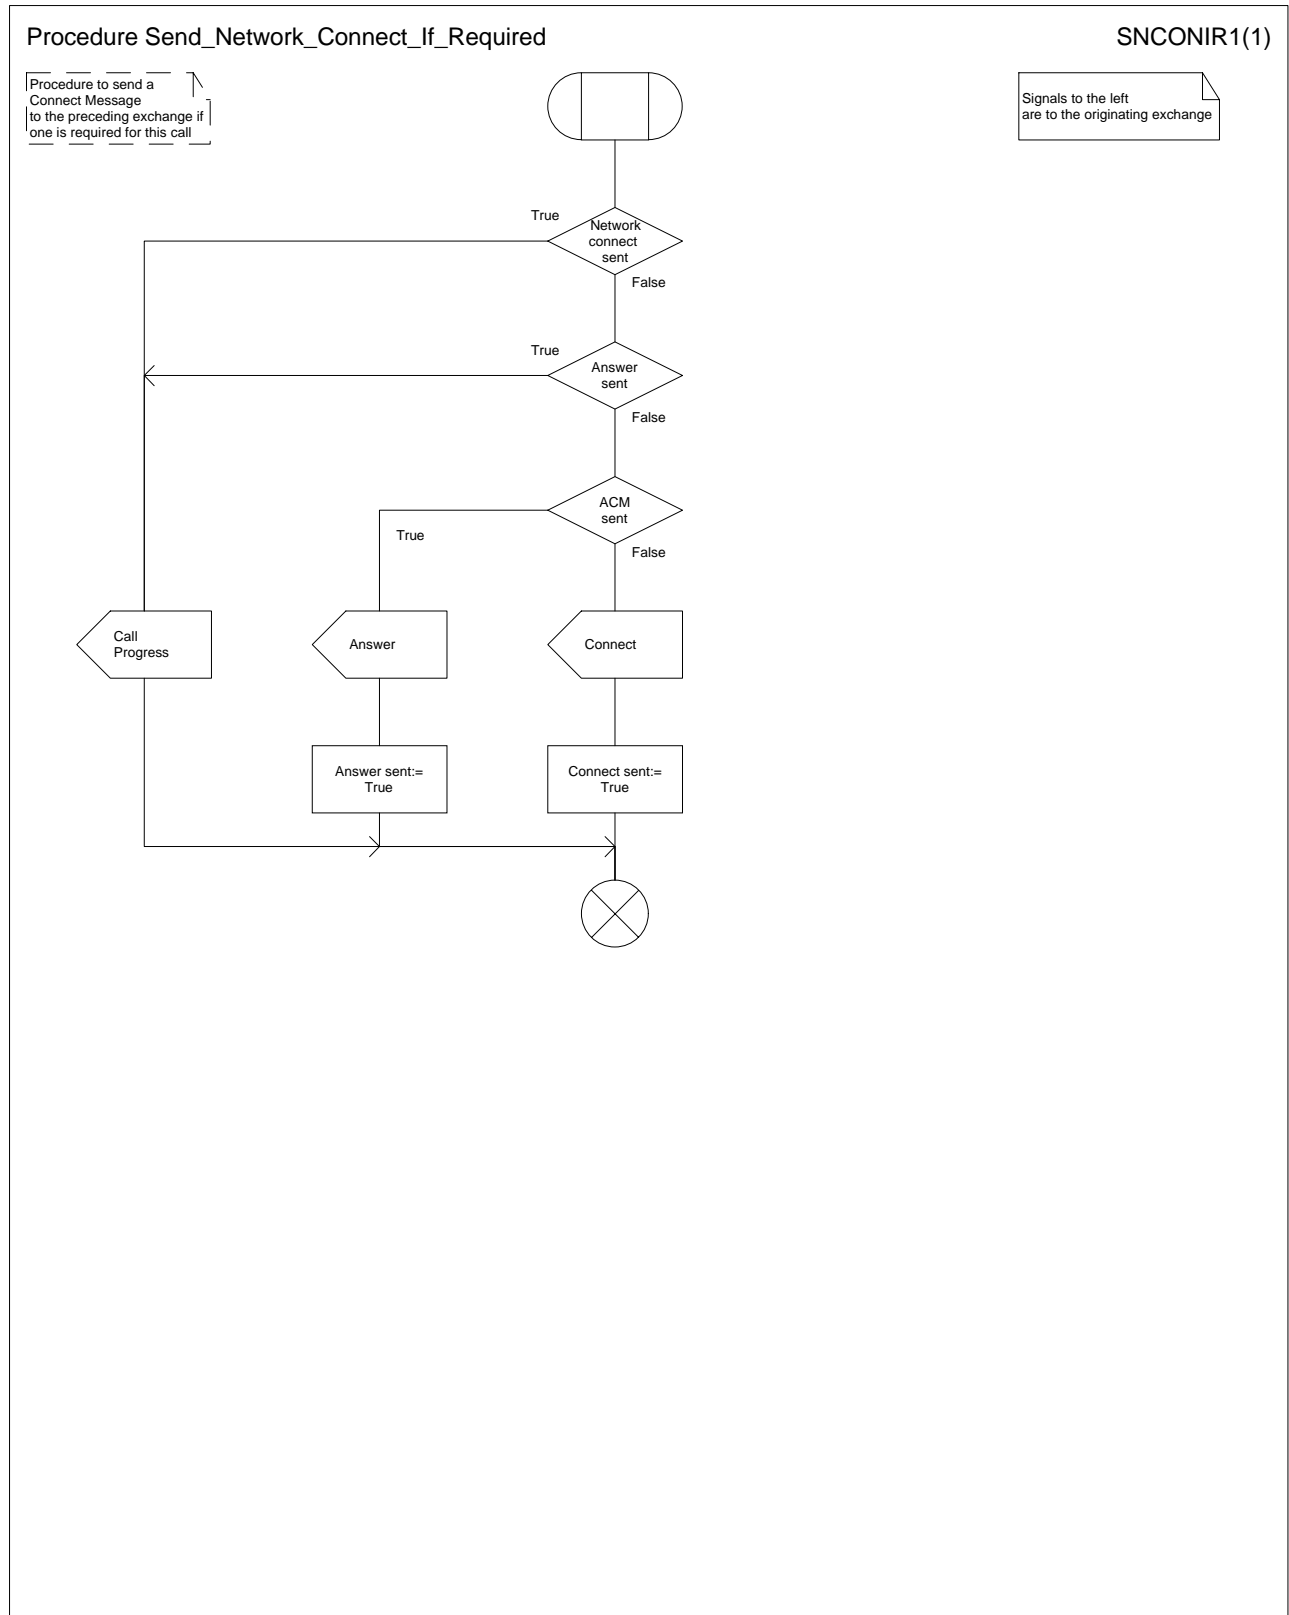 Procedure Send_Network_Connect_If_Required
SNCONIR1(1)
Procedure to send a
Connect Message
to the preceding exchange if
one is required for this call
Signals to the left
are to the originating exchange
True
Network
connect
sent
False
True
Answer
sent
False
ACM
sent
True
False
Call
Progress
Answer
Connect
Answer sent:=
True
Connect sent:=
True